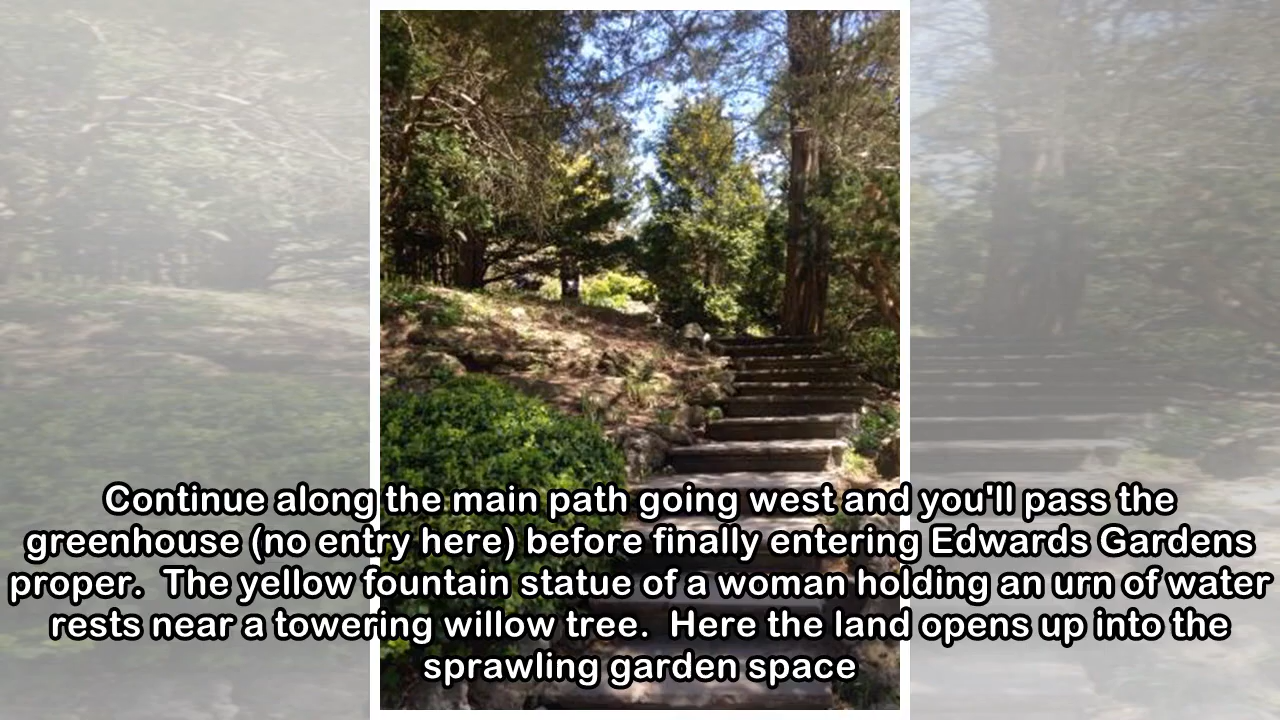 Continue along the main path going west and you'll pass the
greenhouse (no entry here) before finally entering Edwards Gardens
proper.  The yellow fountain statue of a woman holding an urn of water
rests near a towering willow tree.  Here the land opens up into the
sprawling garden space